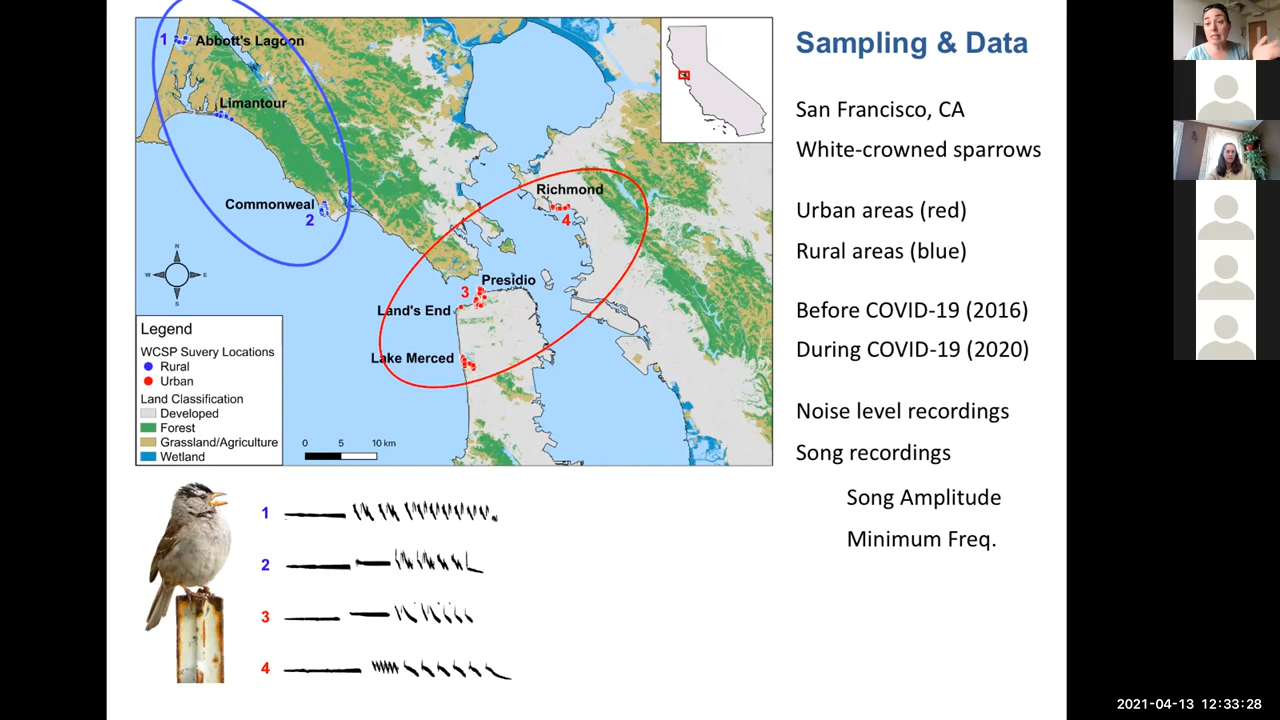 1 Abbott's Lagoon
Limantour
Commonweal
2
Richmond
4
Presidio
3
Land's End
Lake Merced
N
W E
S
Legend
WCSP Suvery Locations
Rural
Urban
Land Classification
Developed
Forest
Grassland/Agriculture
Wetland
0 5 10 km
Sampling & Data
San Francisco, CA
White-crowned sparrows
Urban areas (red)
Rural areas (blue)
Before COVID-19 (2016)
During COVID-19 (2020)
Noise level recordings
Song recordings
Song Amplitude
Minimum Freq.
1
2
3
4
2021-04-13 12:33:28